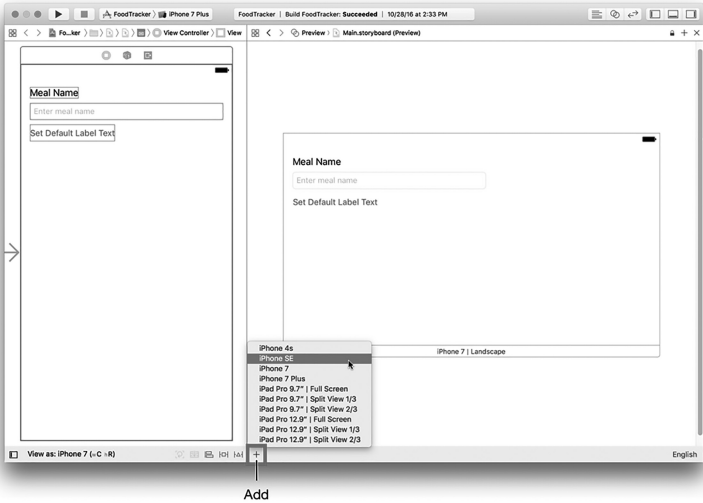 FoodTracker 〉 iPhone 7 Plus
FoodTracker | Build FoodTracker: Succeeded | 10/28/16 at 2:33 PM
Fo...ker 〉 〉 〉 〉 〉 View Controller 〉 View
Preview 〉 Main.storyboard (Preview)
Meal Name
Enter meal name
Set Default Label Text
Meal Name
Enter meal name
Set Default Label Text
iPhone 7 | Landscape
iPhone 4s
iPhone SE
iPhone 7
iPhone 7 Plus
iPad Pro 9.7" | Full Screen
iPad Pro 9.7" | Split View 1/3
iPad Pro 9.7" | Split View 2/3
iPad Pro 12.9" | Full Screen
iPad Pro 12.9" | Split View 1/3
iPad Pro 12.9" | Split View 2/3
View as: iPhone 7 (wC hR)
English
Add